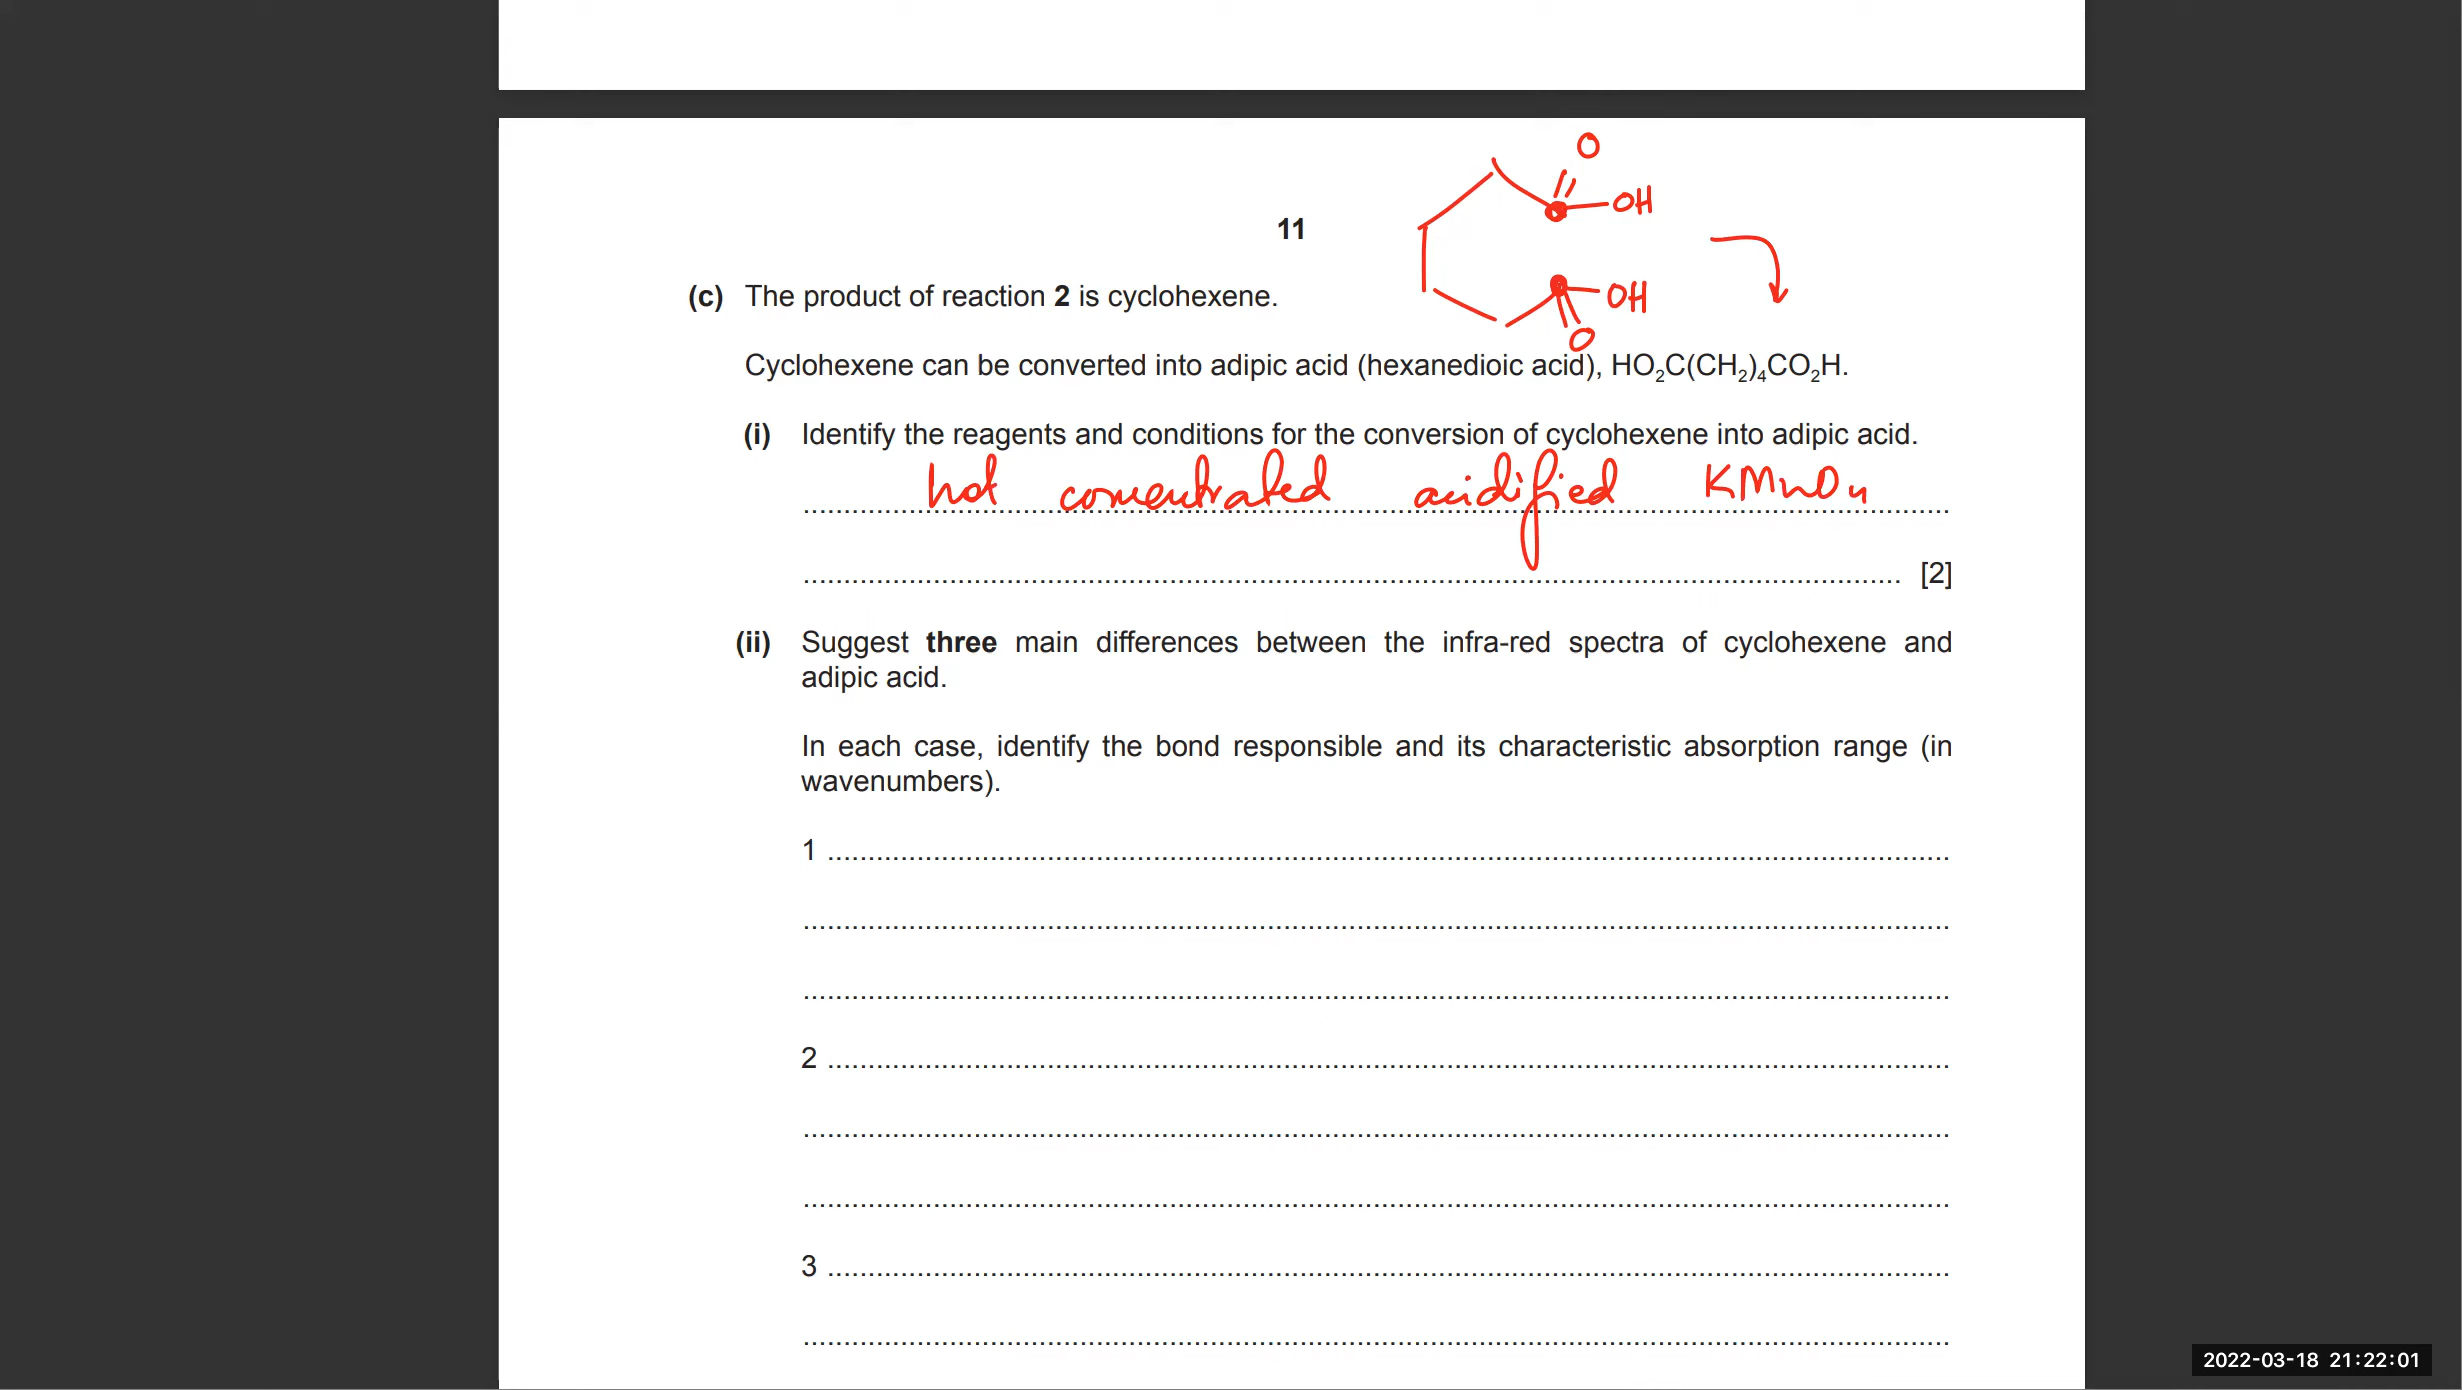 O
OH
11
OH
(c) The product of reaction 2 is cyclohexene.
O
Cyclohexene can be converted into adipic acid (hexanedioic acid), HO₂C(CH₂)₄CO₂H.
(i) Identify the reagents and conditions for the conversion of cyclohexene into adipic acid.
hot concentrated acidified KMnO₄
[2]
(ii) Suggest three main differences between the infra-red spectra of cyclohexene and
adipic acid.
In each case, identify the bond responsible and its characteristic absorption range (in
wavenumbers).
1
2
3
2022-03-18 21:22:01